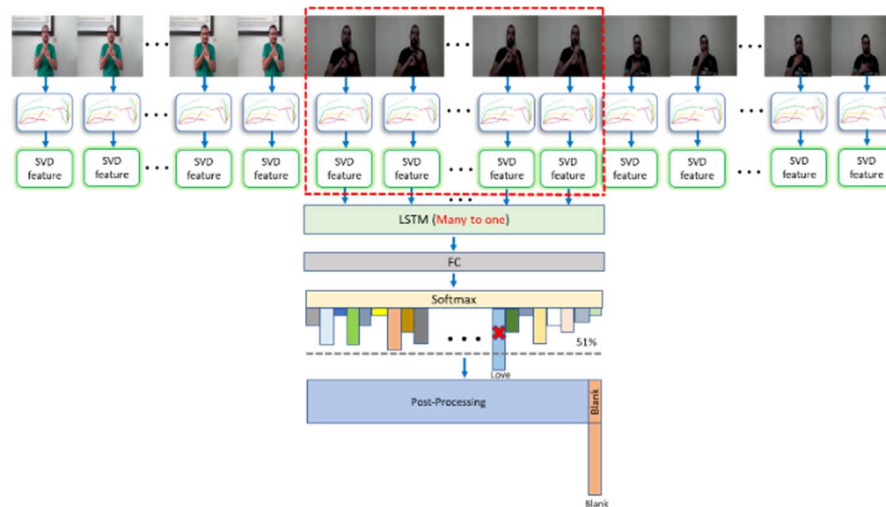 SVD feature
SVD feature
SVD feature
SVD feature
SVD feature
SVD feature
SVD feature
SVD feature
SVD feature
SVD feature
SVD feature
SVD feature
LSTM (Many to one)
FC
Softmax
51%
Love
Post-Processing
Blank
Blank